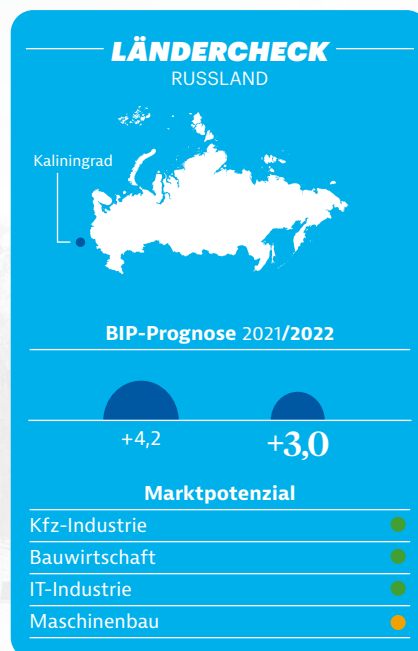 LÄNDERCHECK
RUSSLAND
Kaliningrad
BIP-Prognose 2021/2022
+4,2
+3,0
Marktpotenzial
Kfz-Industrie
Bauwirtschaft
IT-Industrie
Maschinenbau